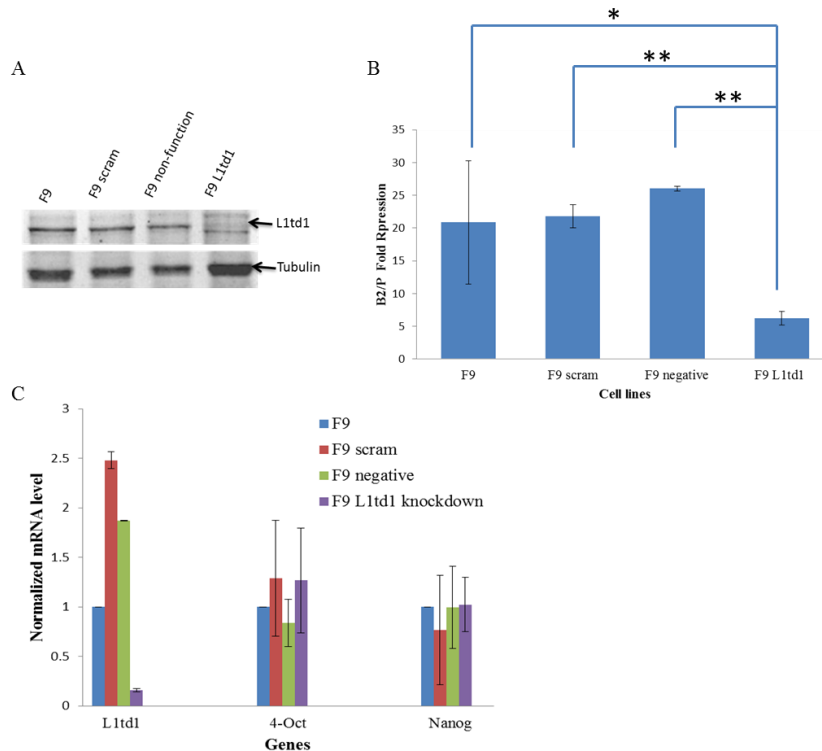 A
F9
F9 scram
F9 non-function
F9 L1td1
L1td1
Tubulin
B
*
**
**
B2/P Fold Rpression
35
30
25
20
15
10
5
0
F9
F9 scram
F9 negative
F9 L1td1
Cell lines
C
Normalized mRNA level
3
2.5
2
1.5
1
0.5
0
F9
F9 scram
F9 negative
F9 L1td1 knockdown
L1td1
4-Oct
Nanog
Genes